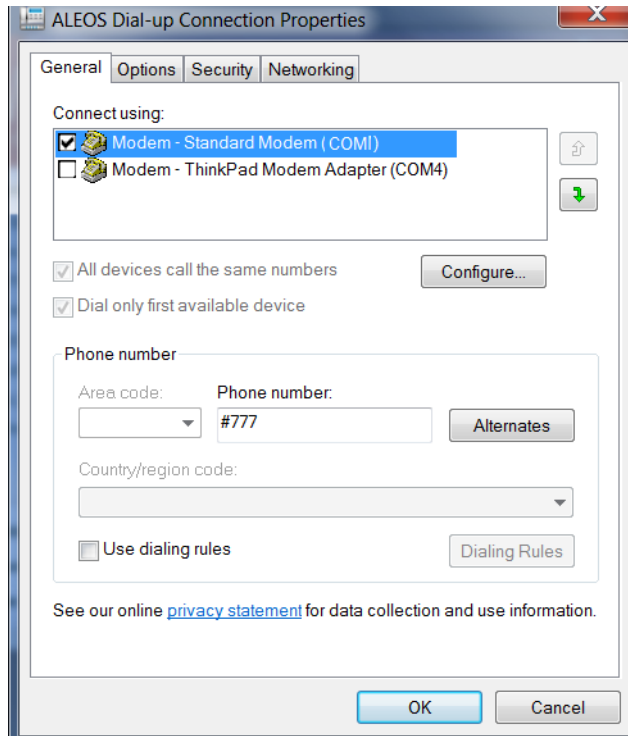 ALEOS Dial-up Connection Properties
General Options Security Networking
Connect using:
Modem - Standard Modem (COMl)
Modem - ThinkPad Modem Adapter (COM4)
All devices call the same numbers
Configure...
Dial only first available device
Phone number
Area code: Phone number:
#777
Alternates
Country/region code:
Use dialing rules
Dialing Rules
See our online privacy statement for data collection and use information.
OK Cancel